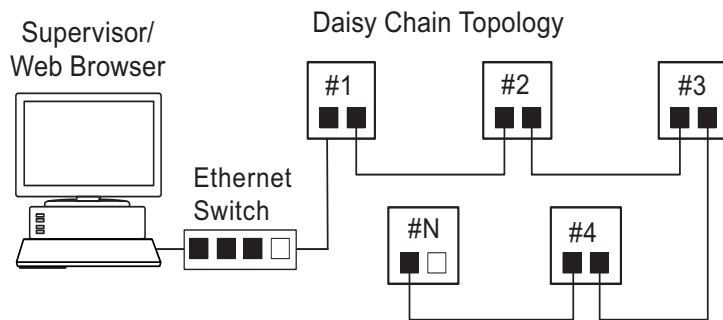 Daisy Chain Topology
Supervisor/
Web Browser
#1
#2
#3
Ethernet
Switch
#N
#4